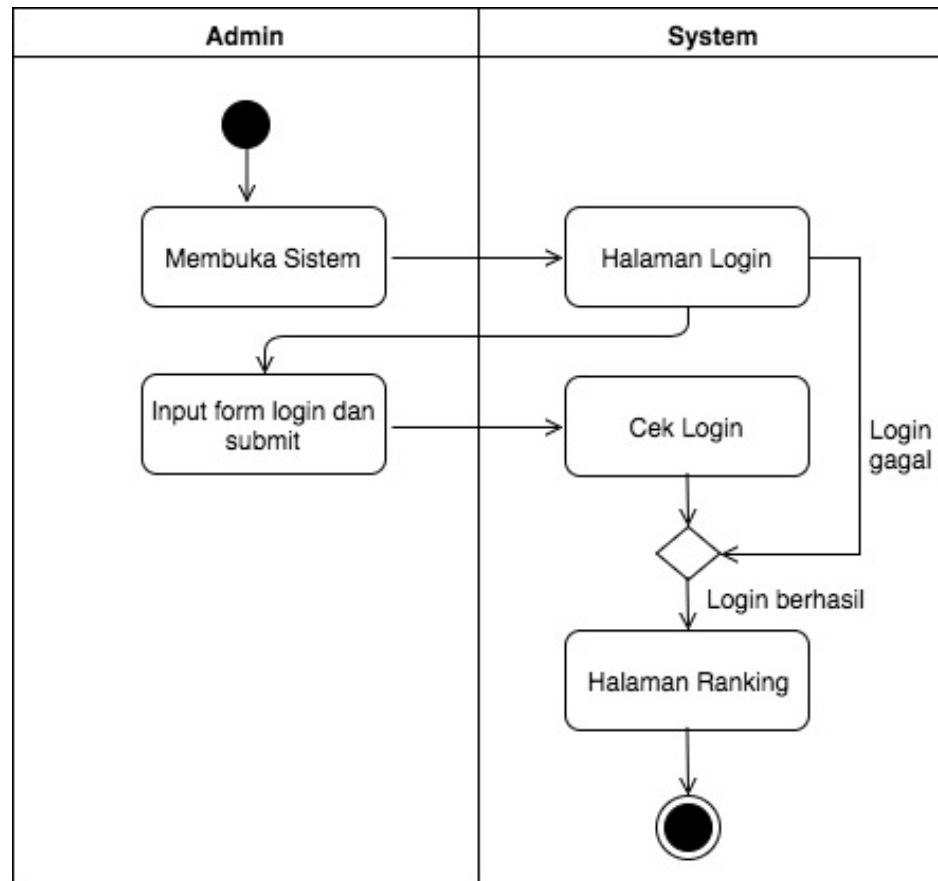 Admin
System
Membuka Sistem
Halaman Login
Input form login dan
submit
Cek Login
Login
gagal
Login berhasil
Halaman Ranking